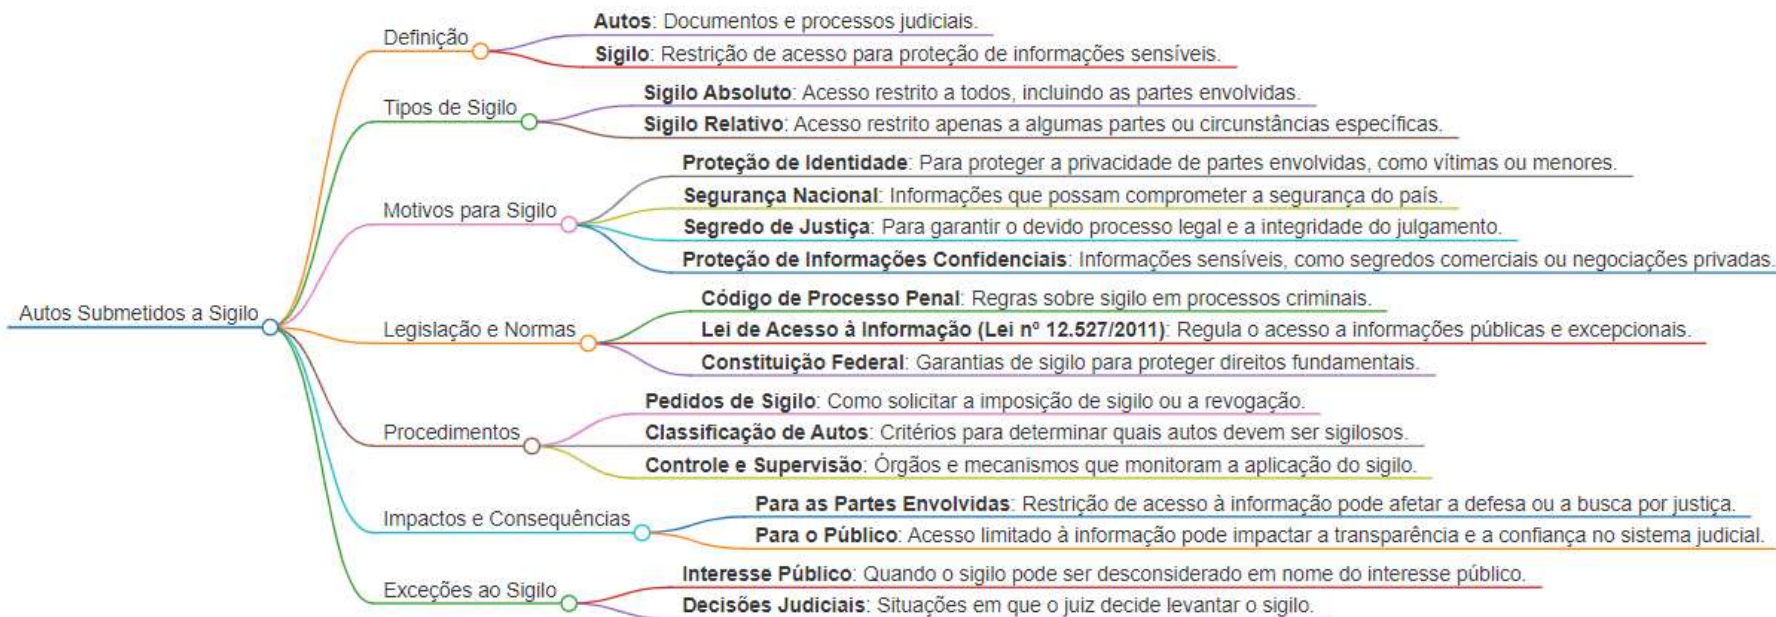 Autos Submetidos a Sigilo
Definição
Autos: Documentos e processos judiciais.
Sigilo: Restrição de acesso para proteção de informações sensíveis.
Tipos de Sigilo
Sigilo Absoluto: Acesso restrito a todos, incluindo as partes envolvidas.
Sigilo Relativo: Acesso restrito apenas a algumas partes ou circunstâncias específicas.
Motivos para Sigilo
Proteção de Identidade: Para proteger a privacidade de partes envolvidas, como vítimas ou menores.
Segurança Nacional: Informações que possam comprometer a segurança do país.
Segredo de Justiça: Para garantir o devido processo legal e a integridade do julgamento.
Proteção de Informações Confidenciais: Informações sensíveis, como segredos comerciais ou negociações privadas.
Legislação e Normas
Código de Processo Penal: Regras sobre sigilo em processos criminais.
Lei de Acesso à Informação (Lei nº 12.527/2011): Regula o acesso a informações públicas e excepcionais.
Constituição Federal: Garantias de sigilo para proteger direitos fundamentais.
Procedimentos
Pedidos de Sigilo: Como solicitar a imposição de sigilo ou a revogação.
Classificação de Autos: Critérios para determinar quais autos devem ser sigilosos.
Controle e Supervisão: Órgãos e mecanismos que monitoram a aplicação do sigilo.
Impactos e Consequências
Para as Partes Envolvidas: Restrição de acesso à informação pode afetar a defesa ou a busca por justiça.
Para o Público: Acesso limitado à informação pode impactar a transparência e a confiança no sistema judicial.
Exceções ao Sigilo
Interesse Público: Quando o sigilo pode ser desconsiderado em nome do interesse público.
Decisões Judiciais: Situações em que o juiz decide levantar o sigilo.